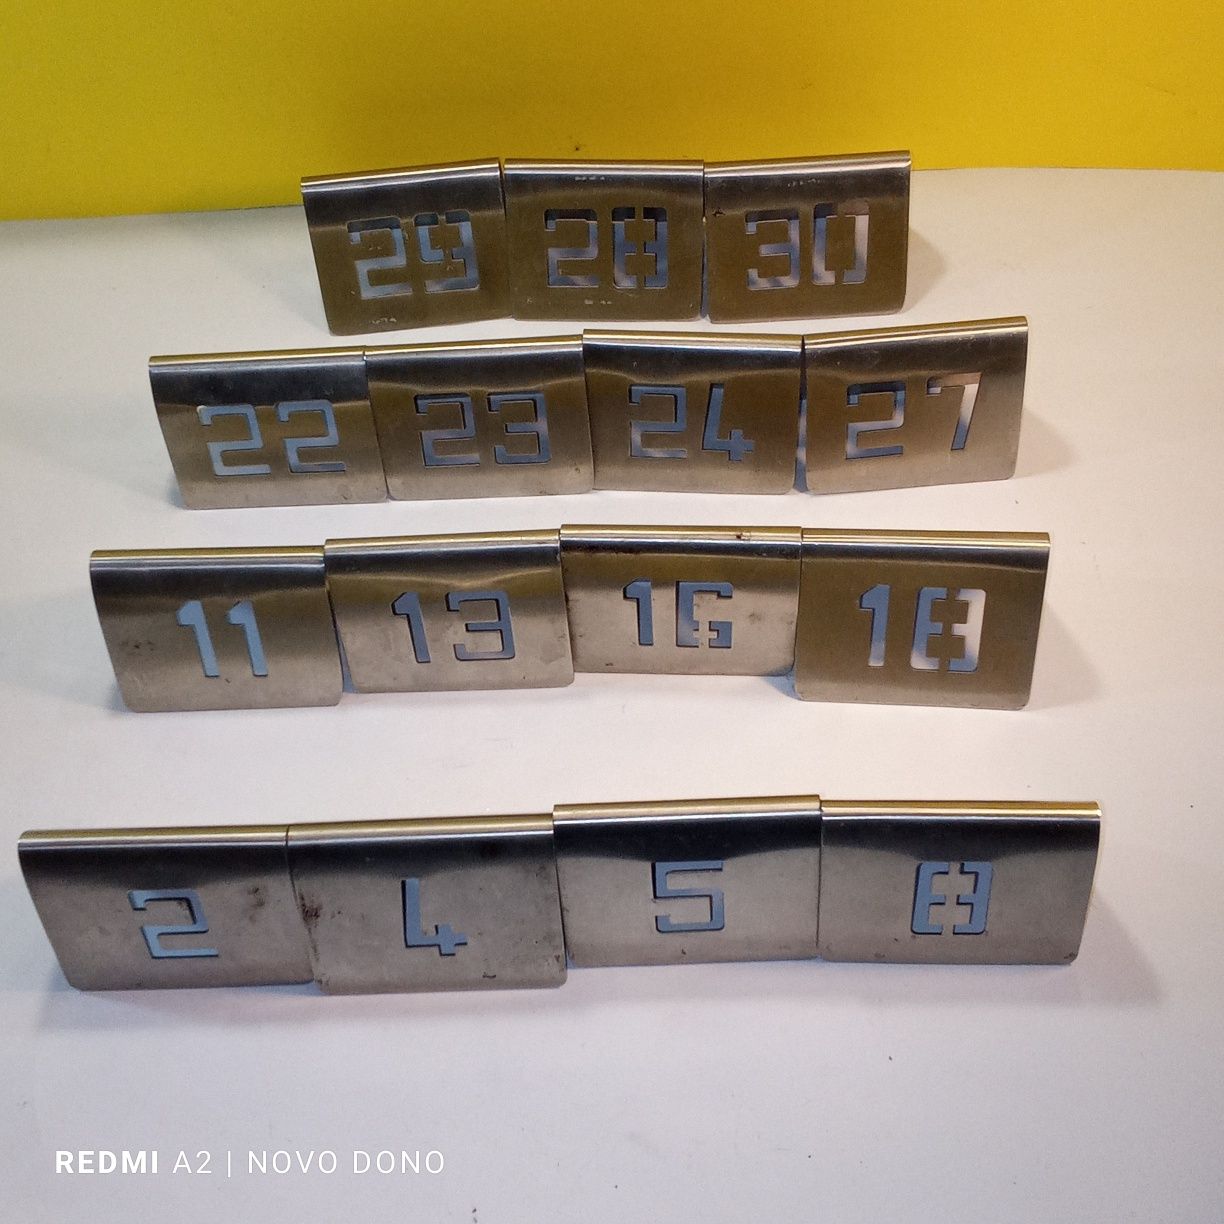 29 28 30
22 23 24 27
11 13 16 18
2 4 5 8
REDMI A2 | NOVO DONO